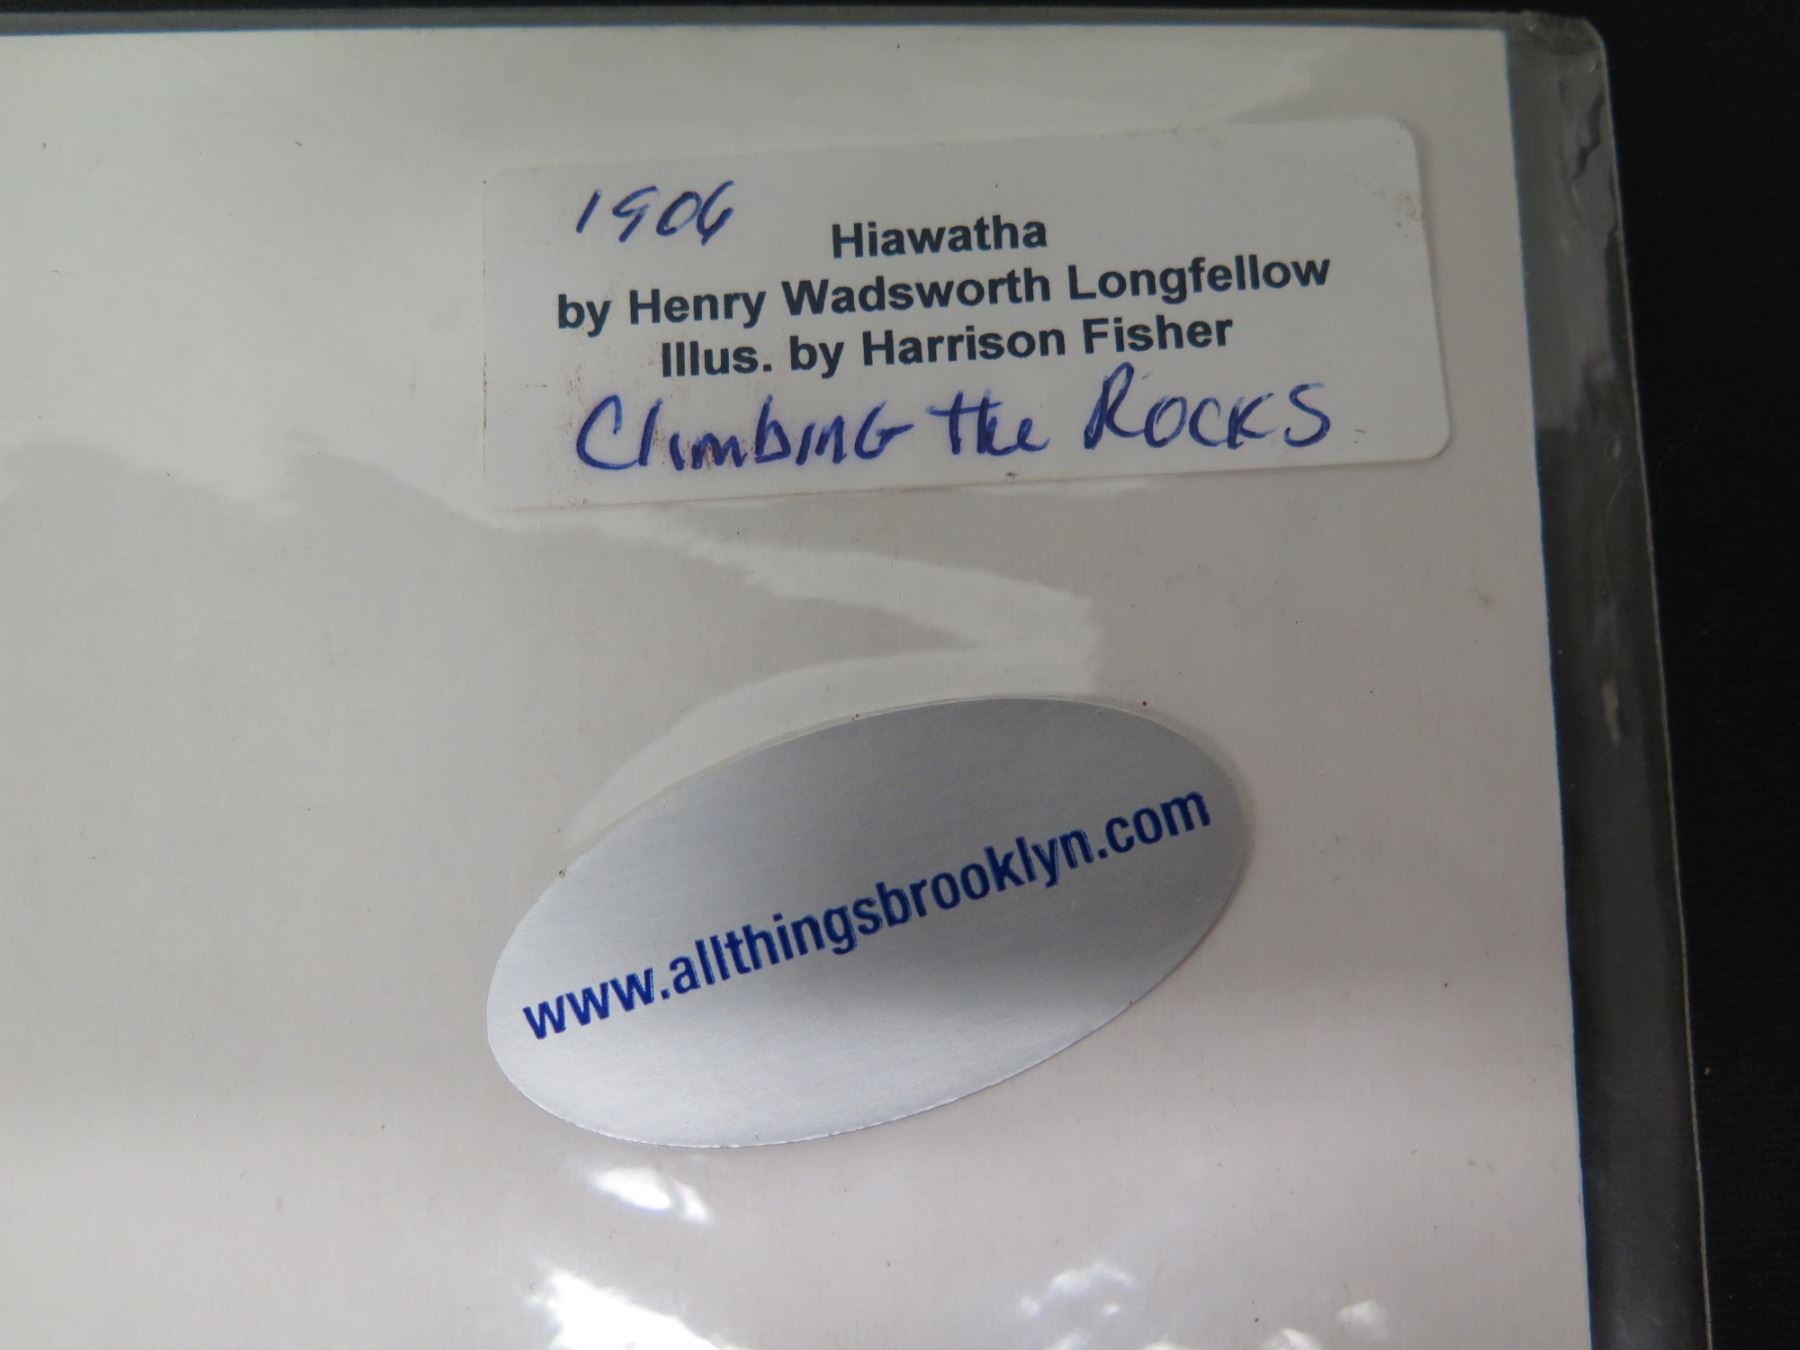 1906
Hiawatha
by Henry Wadsworth Longfellow
Illus. by Harrison Fisher
Climbing the Rocks
www.allthingsbrooklyn.com